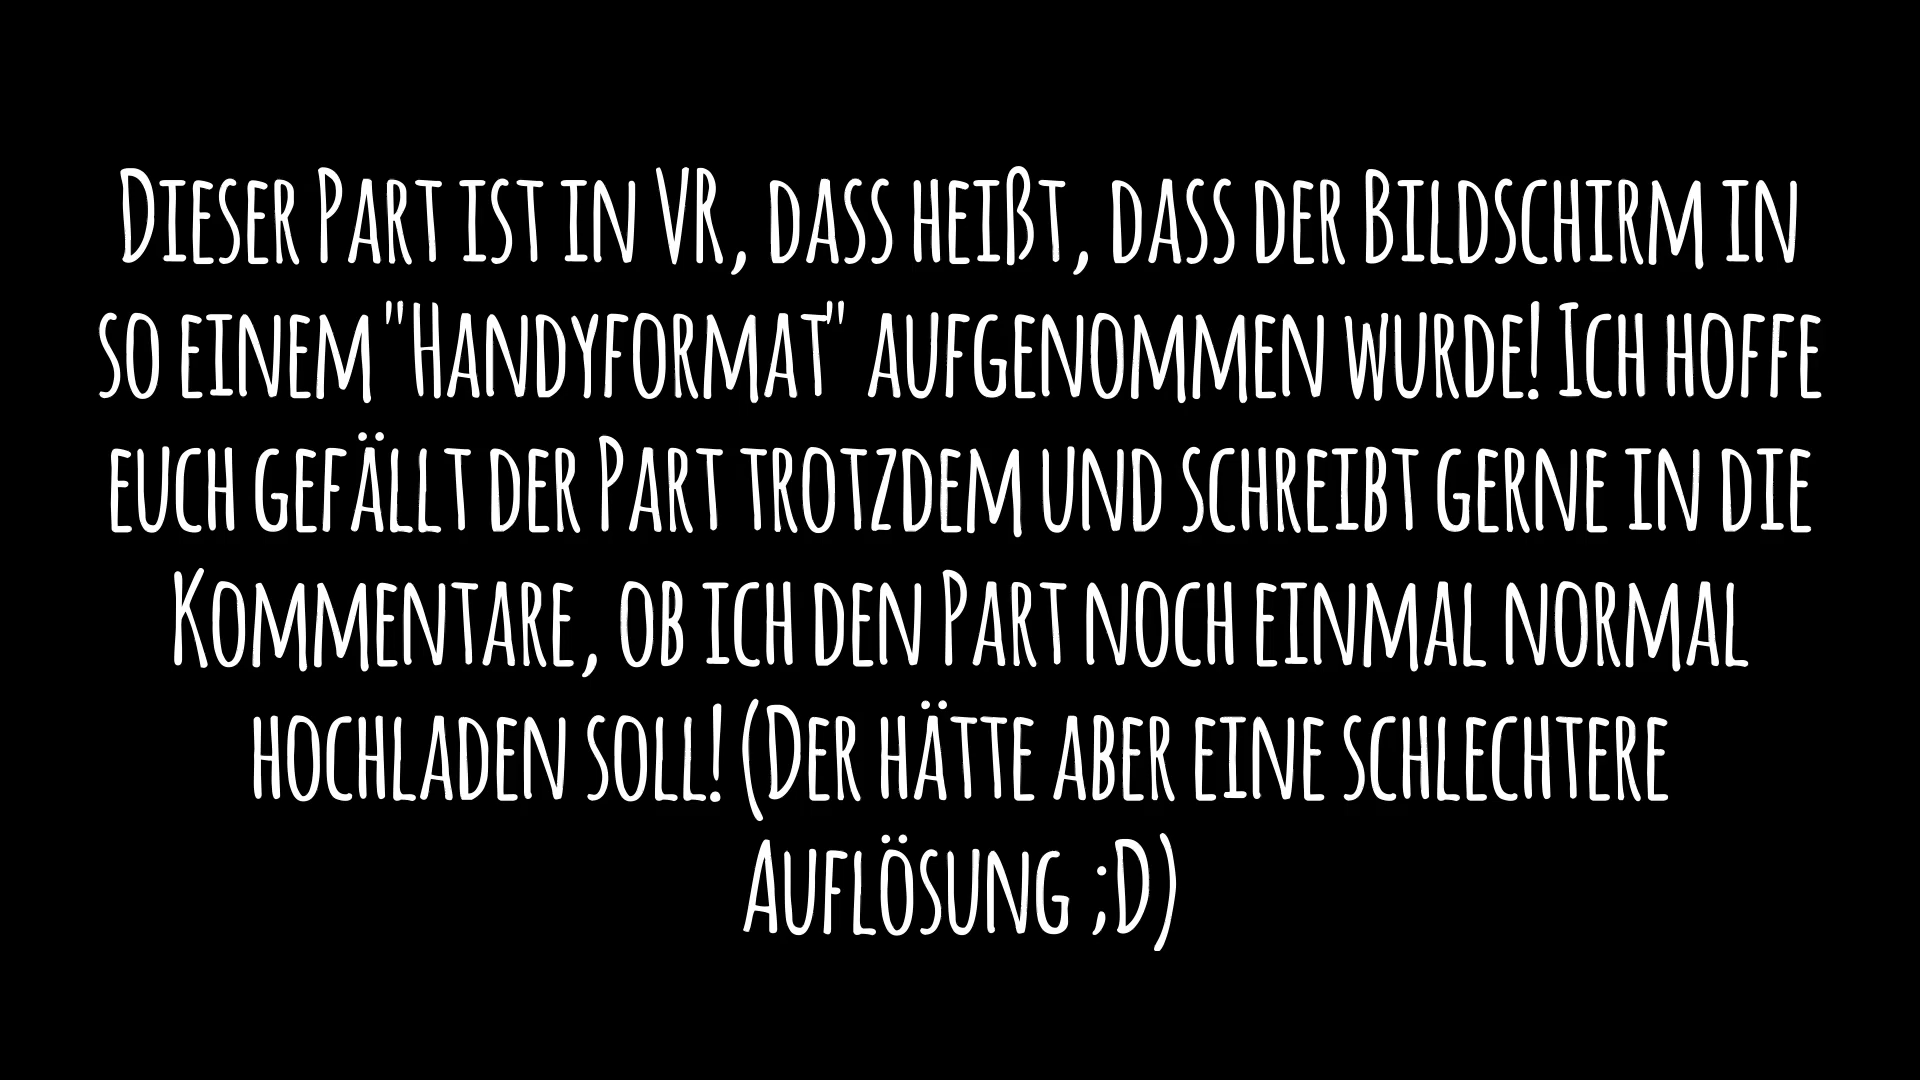 Dieser Part ist in VR, dass heißt, dass der Bildschirm in
so einem "Handyformat" aufgenommen wurde! Ich hoffe
euch gefällt der Part trotzdem und schreibt gerne in die
Kommentare, ob ich den Part noch einmal normal
hochladen soll! (Der hätte aber eine schlechtere
Auflösung ;D)